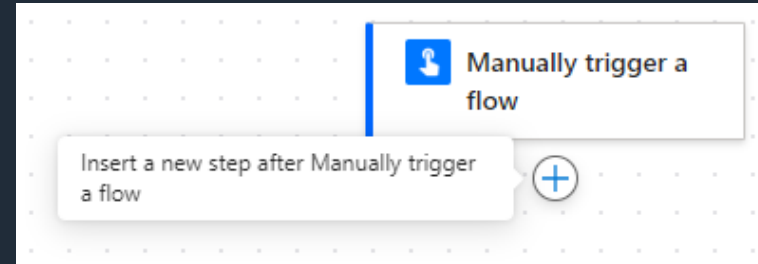 Manually trigger a
flow
Insert a new step after Manually trigger
a flow